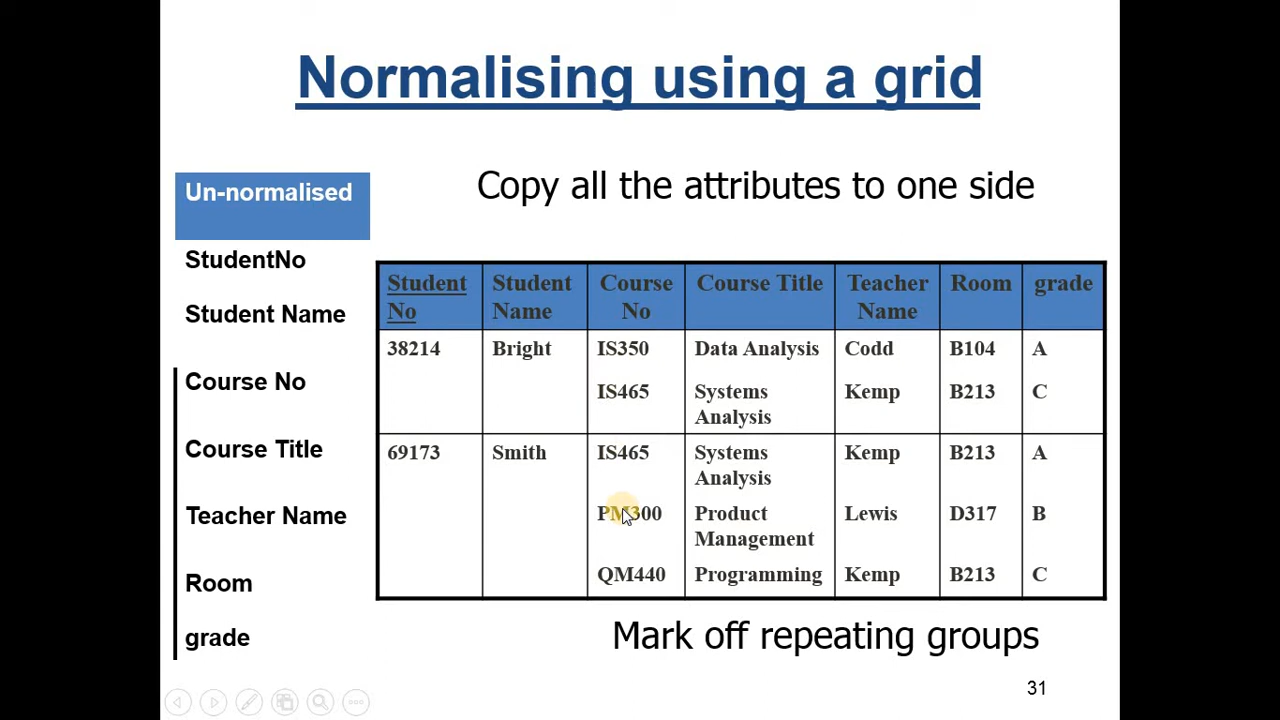 Normalising using a grid
Copy all the attributes to one side
Un-normalised
StudentNo
Student Name
Course No
Course Title
Teacher Name
Room
grade
Student No Student Name Course No Course Title Teacher Name Room grade
38214 Bright IS350 Data Analysis Codd B104 A
IS465 Systems Analysis Kemp B213 C
69173 Smith IS465 Systems Analysis Kemp B213 A
PM300 Product Management Lewis D317 B
QM440 Programming Kemp B213 C
Mark off repeating groups
31